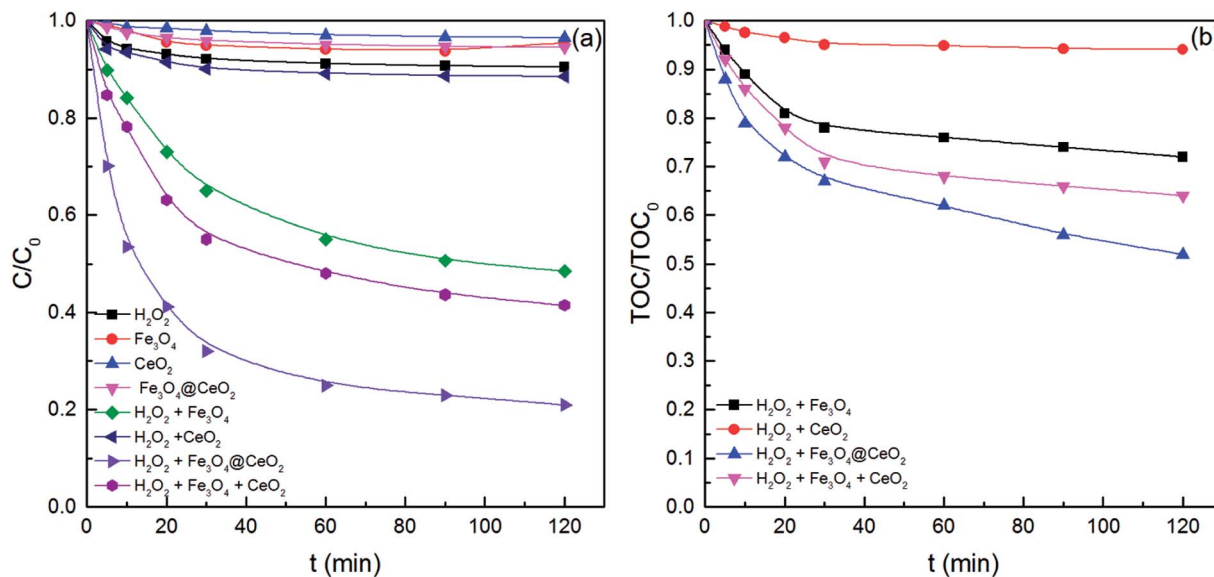 (a)
C/C₀
1.0
0.8
0.6
0.4
0.2
0.0
H₂O₂
Fe₃O₄
CeO₂
Fe₃O₄@CeO₂
H₂O₂ + Fe₃O₄
H₂O₂ +CeO₂
H₂O₂ + Fe₃O₄@CeO₂
H₂O₂ + Fe₃O₄ + CeO₂
0 20 40 60 80 100 120
t (min)
(b)
TOC/TOC₀
1.0
0.9
0.8
0.7
0.6
0.5
0.4
0.3
0.2
0.1
0.0
H₂O₂ + Fe₃O₄
H₂O₂ + CeO₂
H₂O₂ + Fe₃O₄@CeO₂
H₂O₂ + Fe₃O₄ + CeO₂
0 20 40 60 80 100 120
t (min)